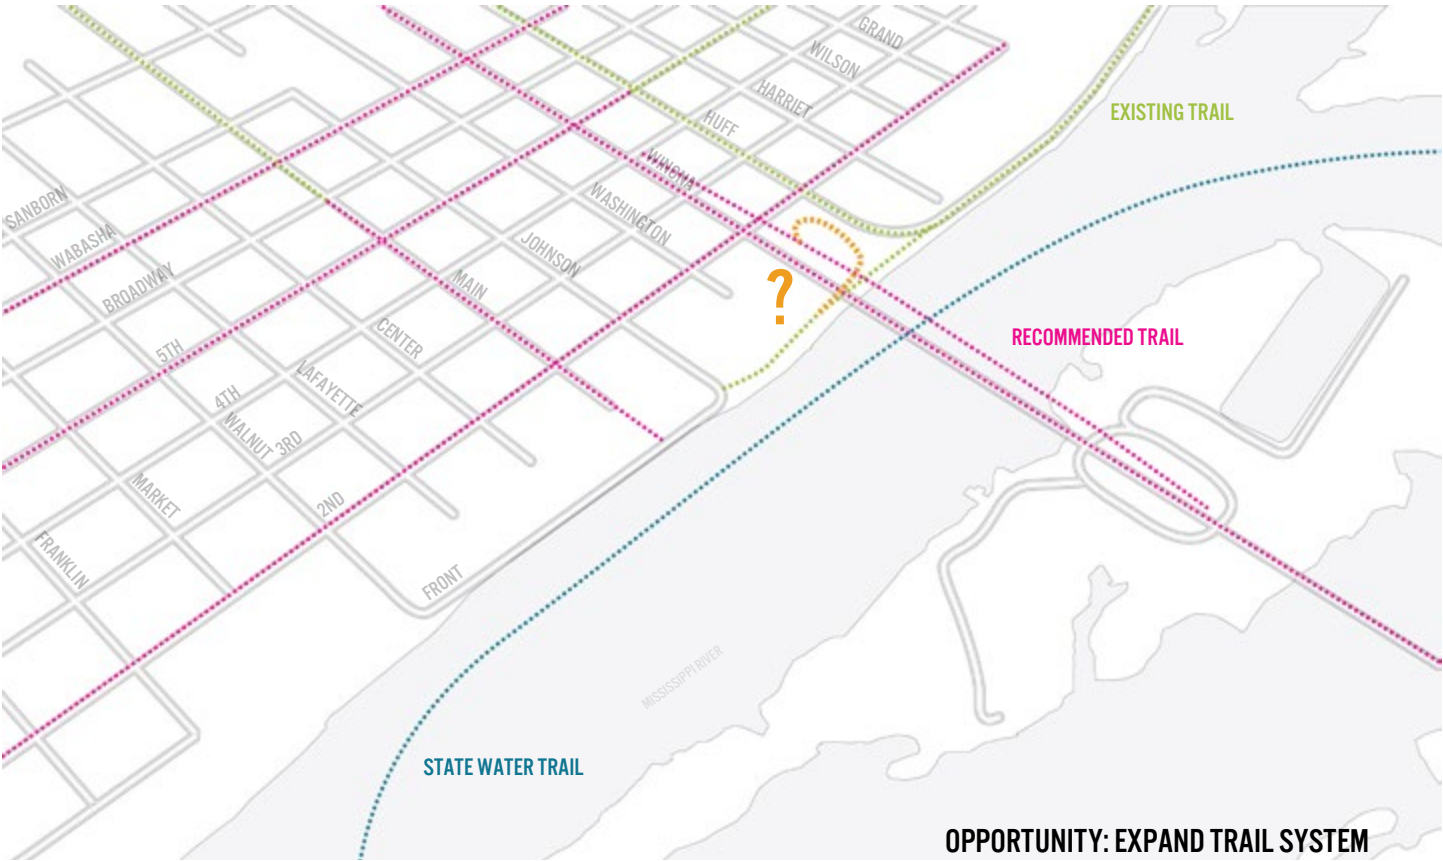 GRAND
WILSON
HARRIET
HUFF
WINONA
WASHINGTON
JOHNSON
MAIN
CENTER
LAFAYETTE
SANBORN
WABASHA
BROADWAY
5TH
4TH
WALNUT 3RD
MARKET
2ND
FRANKLIN
FRONT
?
EXISTING TRAIL
RECOMMENDED TRAIL
MISSISSIPPI RIVER
STATE WATER TRAIL
OPPORTUNITY: EXPAND TRAIL SYSTEM